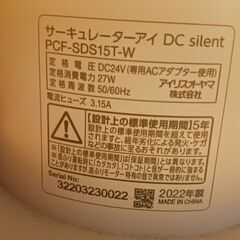 サーキュレーターアイ DC silent
PCF-SDS15T-W
定格電圧 DC24V(専用ACアダプター使用)
定格消費電力 27W
定格周波数 50/60Hz
電流ヒューズ 3.15A
アイリスオーヤマ
株式会社
【設計上の標準使用期間】5年
設計上の標準使用期間を超えて使用されますと、
経年劣化による発火・けが
などの事故に至るおそれがあります。
Serial No.:
32203230022
2022年製
MADE IN CHINA